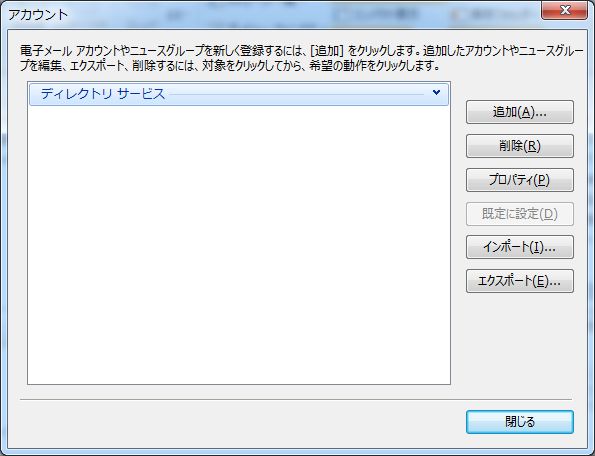 アカウント
電子メール アカウントやニュースグループを新しく登録するには、[追加] をクリックします。追加したアカウントやニュースグルー
プを編集、エクスポート、削除するには、対象をクリックしてから、希望の動作をクリックします。
ディレクトリ サービス
追加(A)...
削除(R)
プロパティ(P)
既定に設定(D)
インポート(I)...
エクスポート(E)...
閉じる